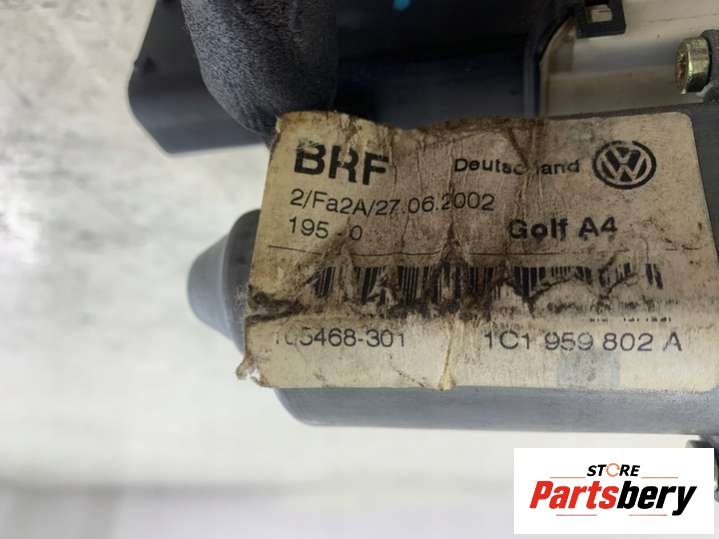 BRF Deutschland
2/Fa2A/27.06.2002
Golf A4
1C1 959 802 A
STORE
Partsbery